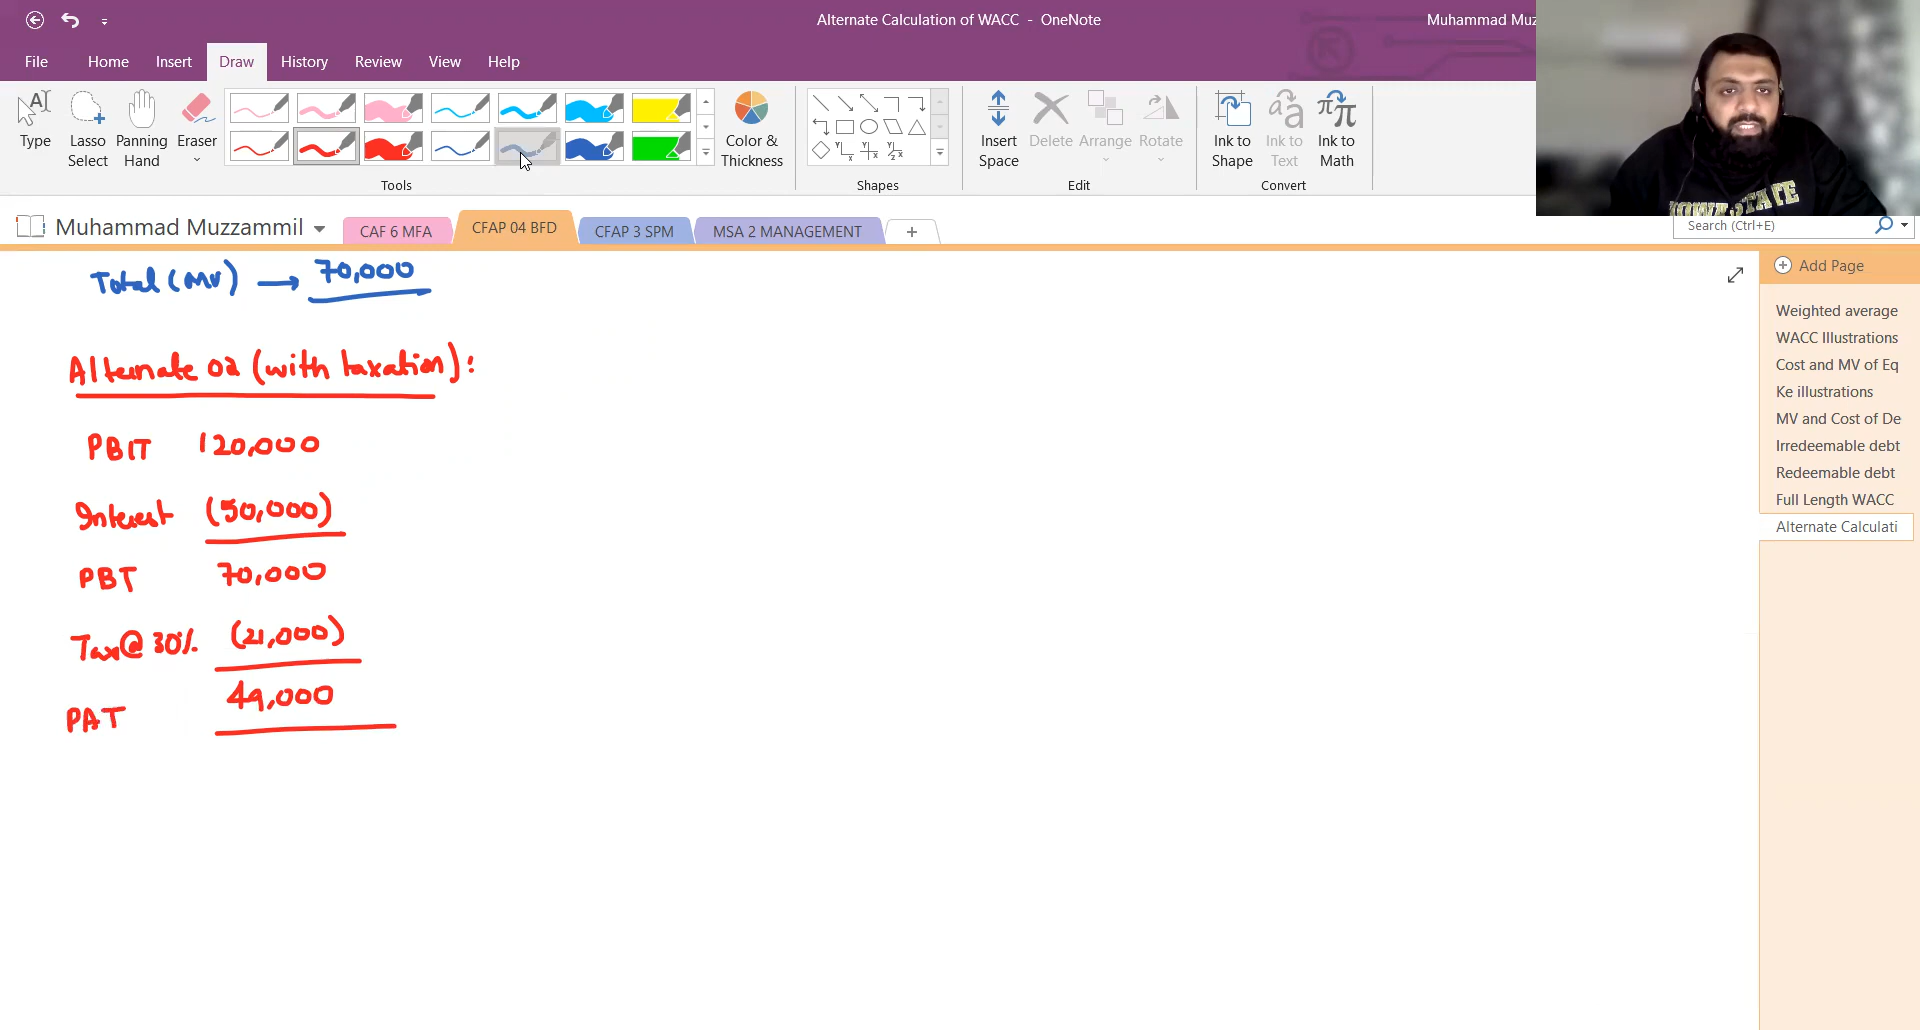 Alternate Calculation of WACC - OneNote
Muhammad Muz
File Home Insert Draw History Review View Help
Type
Lasso Select
Panning Hand
Eraser
Color & Thickness
Insert Space
Delete
Arrange
Rotate
Ink to Shape
Ink to Text
Ink to Math
Tools
Shapes
Edit
Convert
Muhammad Muzzammil
CAF 6 MFA
CFAP 04 BFD
CFAP 3 SPM
MSA 2 MANAGEMENT
Search (Ctrl+E)
Add Page
Weighted average
WACC Illustrations
Cost and MV of Eq
Ke illustrations
MV and Cost of De
Irredeemable debt
Redeemable debt
Full Length WACC
Alternate Calculati
Total (MV) → 70,000
Alternate 02 (with taxation):
PBIT 120,000
Interest (50,000)
PBT 70,000
Tax @ 30% (21,000)
PAT 49,000